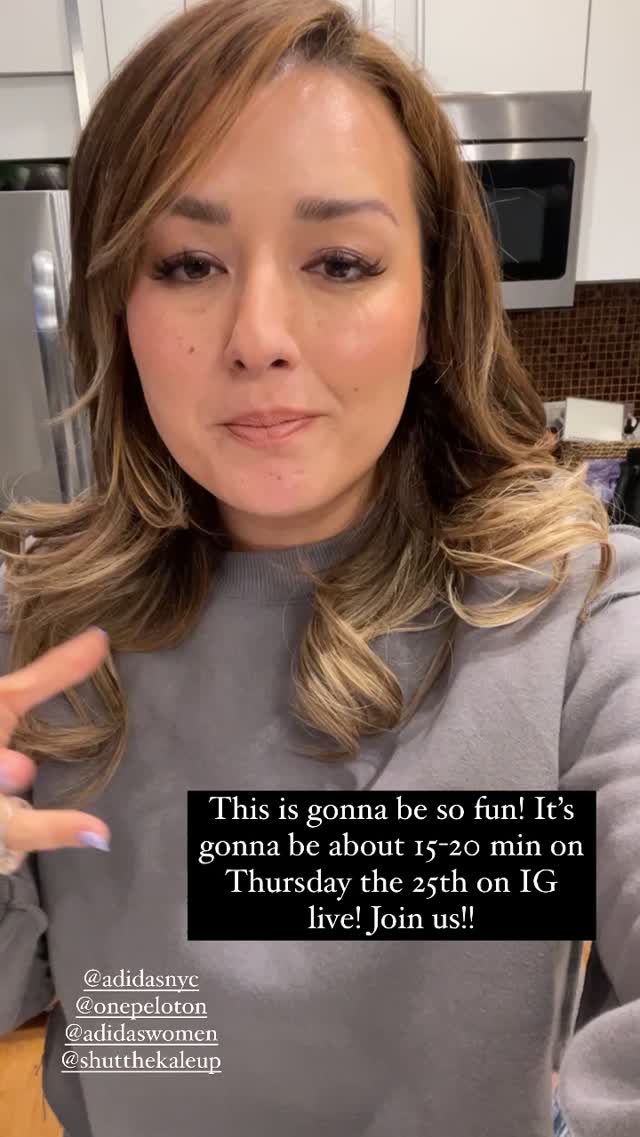 This is gonna be so fun! It’s
gonna be about 15-20 min on
Thursday the 25th on IG
live! Join us!!
@adidasnyc
@onepeloton
@adidaswomen
@shutthekaleup